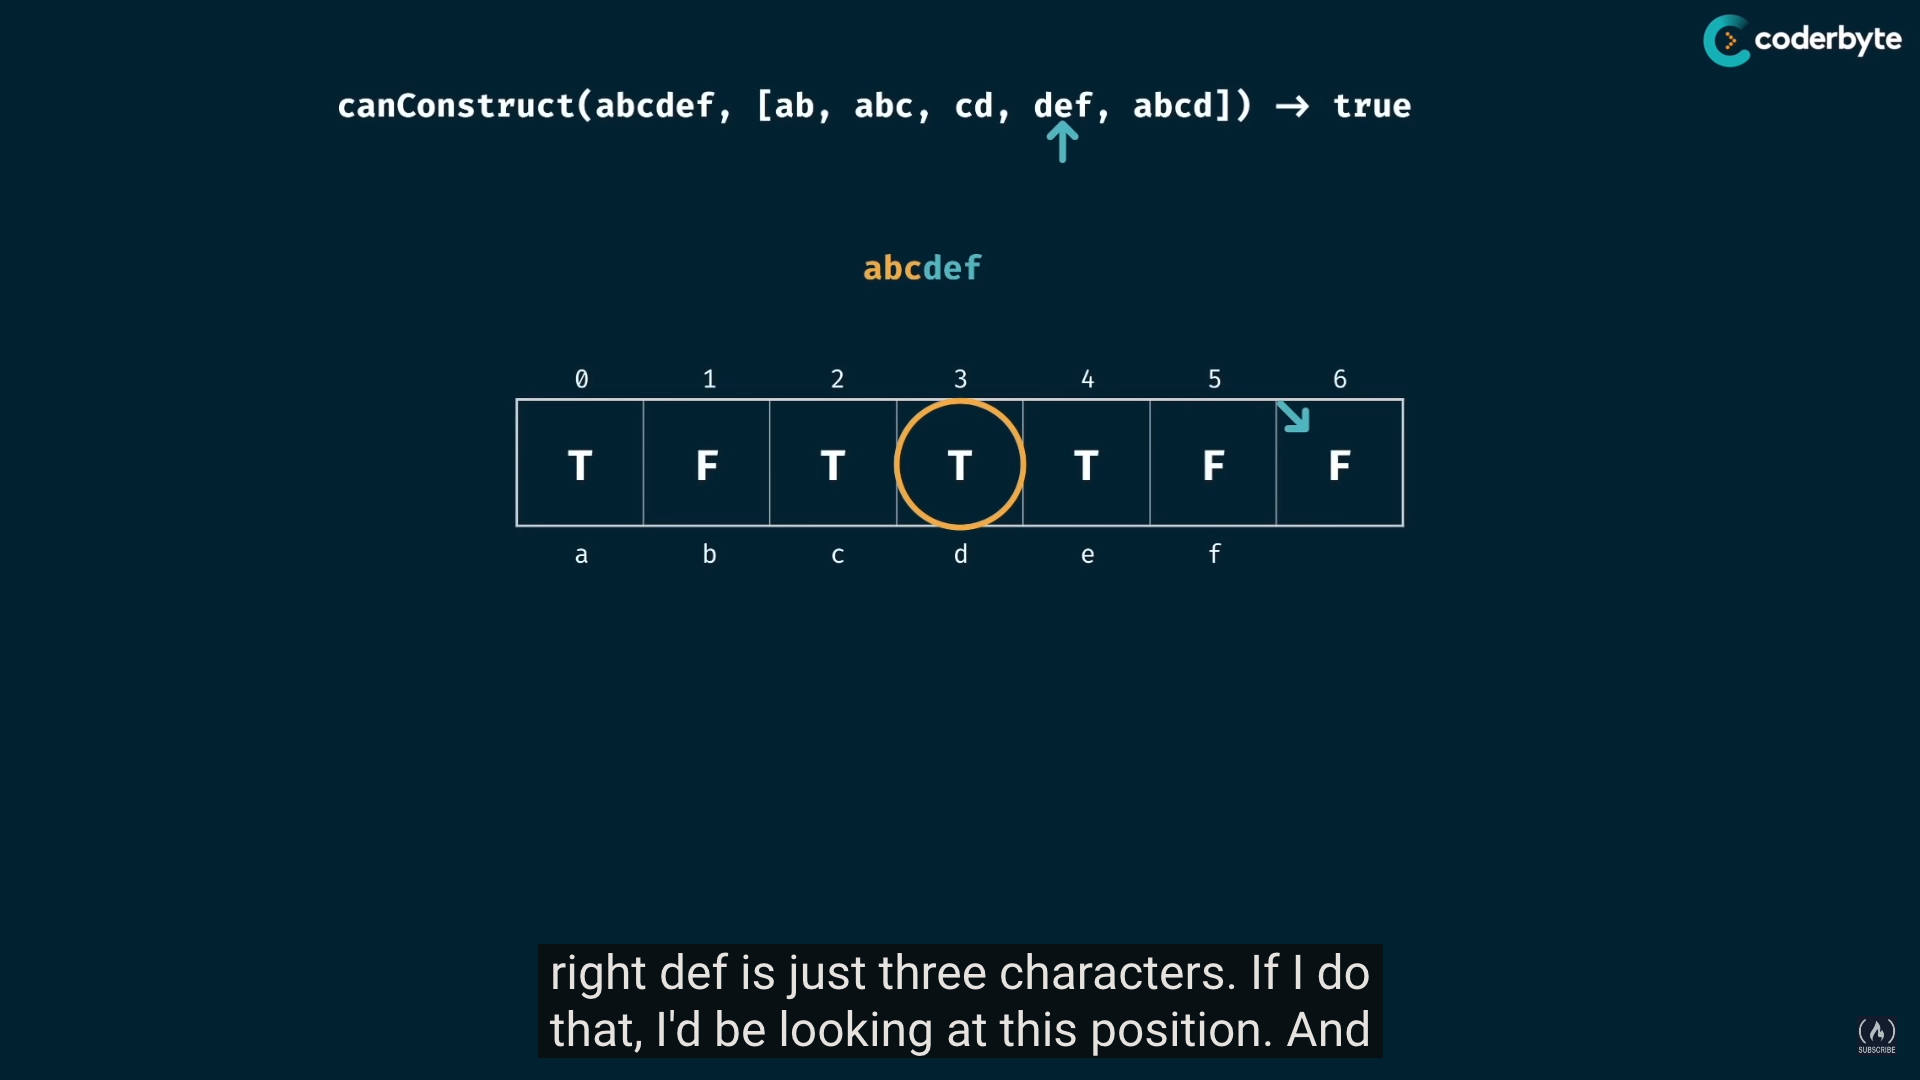 coderbyte
canConstruct(abcdef, [ab, abc, cd, def, abcd]) → true
abcdef
0 1 2 3 4 5 6
T F T T T F F
a b c d e f
right def is just three characters. If I do
that, I'd be looking at this position. And
SUBSCRIBE